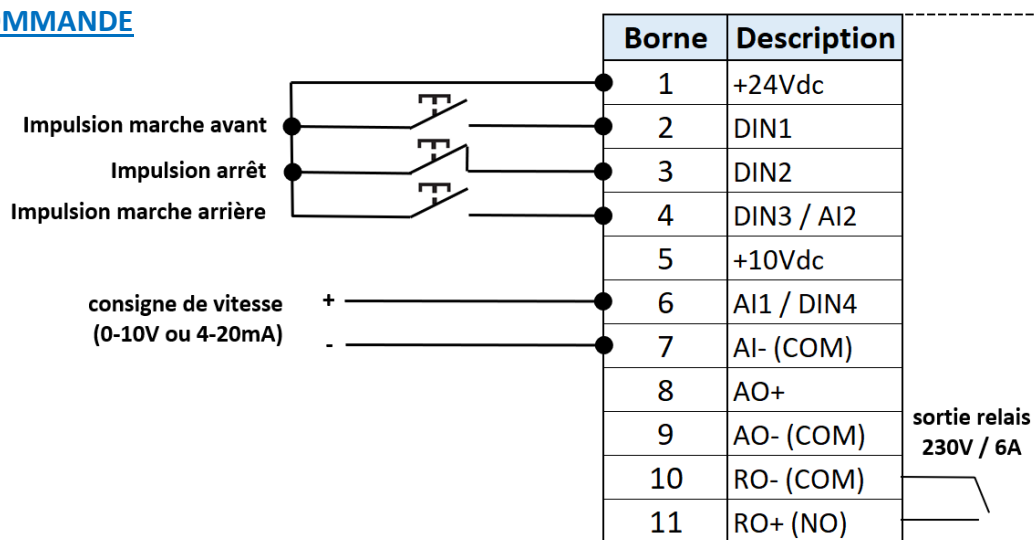 OMMANDE
Borne Description
1 +24Vdc
Impulsion marche avant 2 DIN1
Impulsion arrêt 3 DIN2
Impulsion marche arrière 4 DIN3 / AI2
5 +10Vdc
consigne de vitesse + 6 AI1 / DIN4
(0-10V ou 4-20mA) - 7 AI- (COM)
8 AO+
9 AO- (COM)
sortie relais
230V / 6A
10 RO- (COM)
11 RO+ (NO)